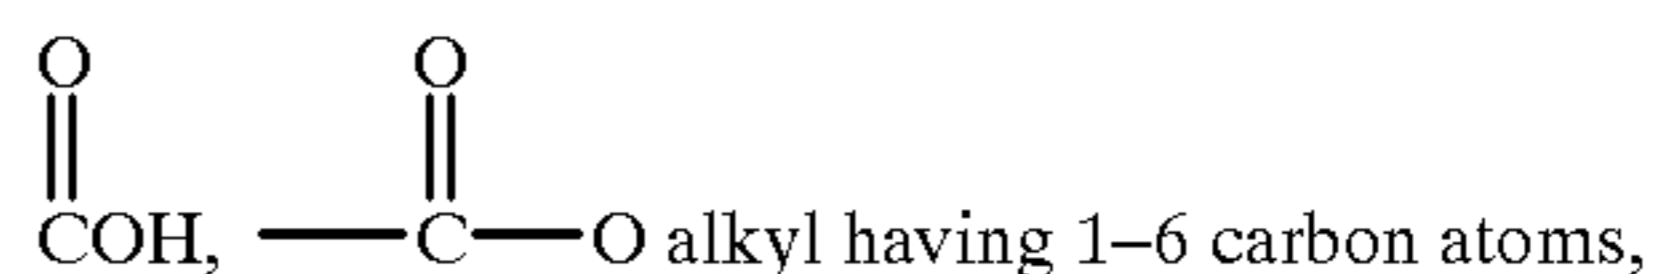 O O
COH, —C—O alkyl having 1–6 carbon atoms,